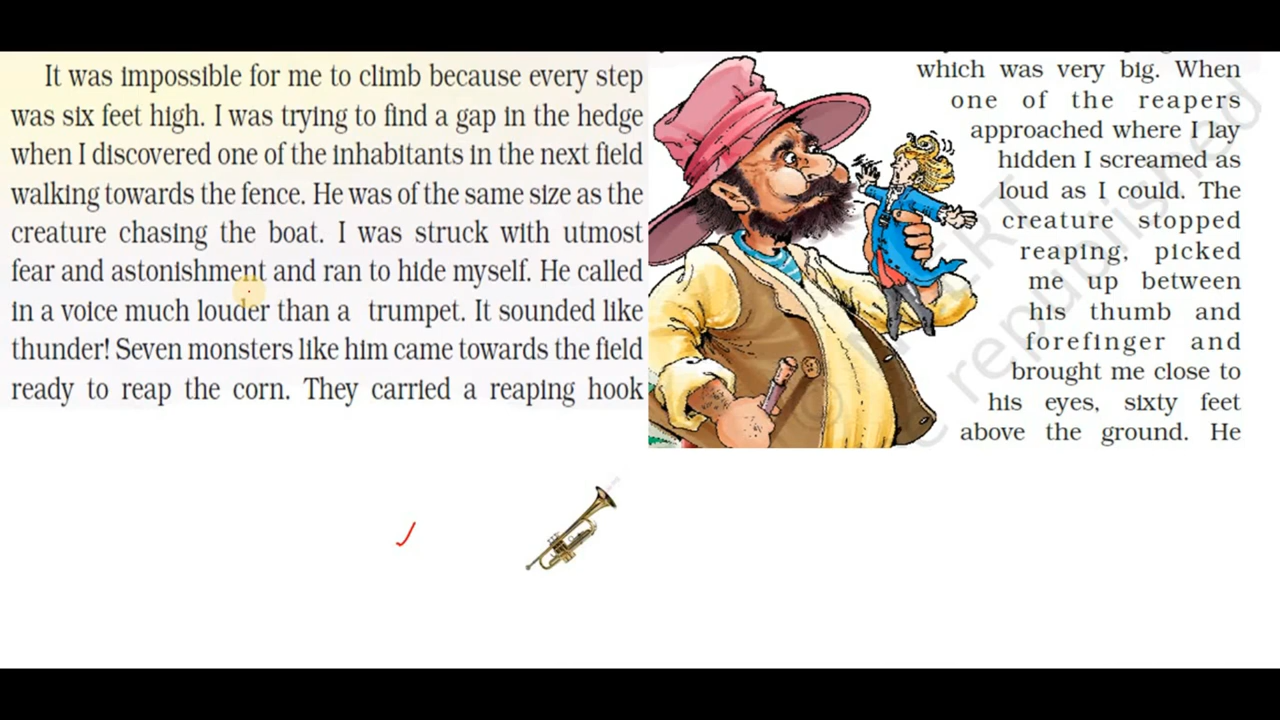 It was impossible for me to climb because every step
was six feet high. I was trying to find a gap in the hedge
when I discovered one of the inhabitants in the next field
walking towards the fence. He was of the same size as the
creature chasing the boat. I was struck with utmost
fear and astonishment and ran to hide myself. He called
in a voice much louder than a trumpet. It sounded like
thunder! Seven monsters like him came towards the field
ready to reap the corn. They carried a reaping hook
which was very big. When
one of the reapers
approached where I lay
hidden I screamed as
loud as I could. The
creature stopped
reaping, picked
me up between
his thumb and
forefinger and
brought me close to
his eyes, sixty feet
above the ground. He